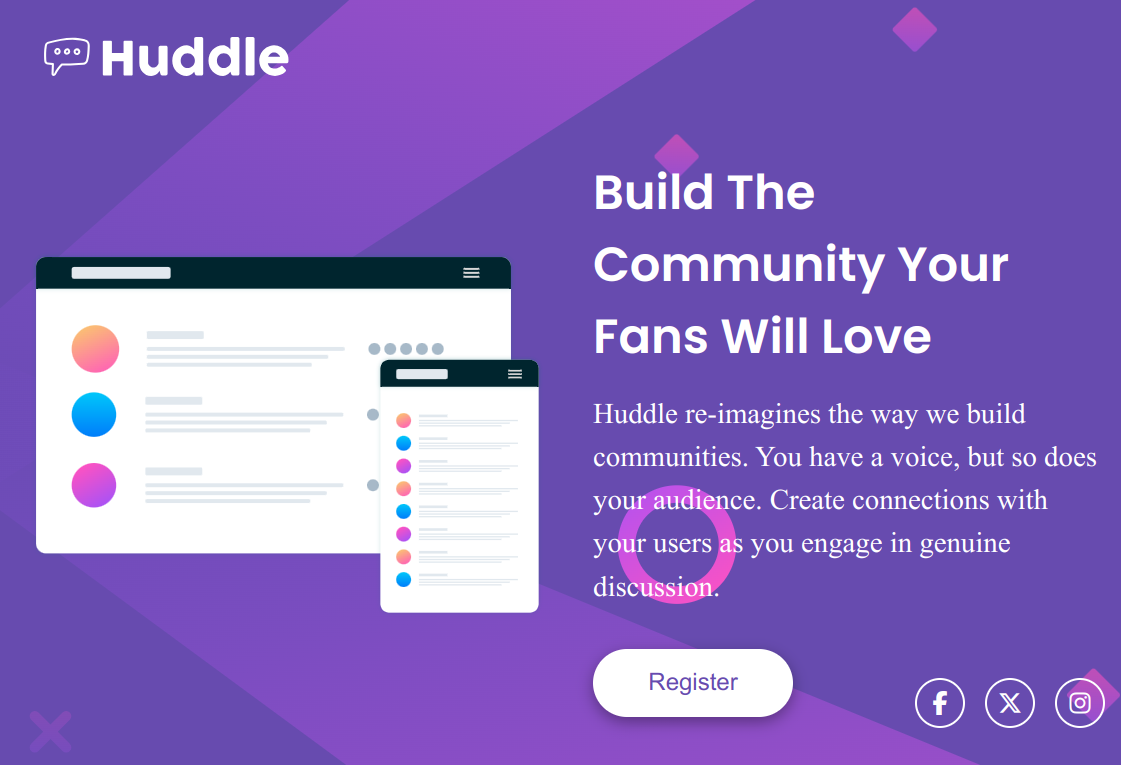 Huddle
Build The
Community Your
Fans Will Love
Huddle re-imagines the way we build
communities. You have a voice, but so does
your audience. Create connections with
your users as you engage in genuine
discussion.
Register